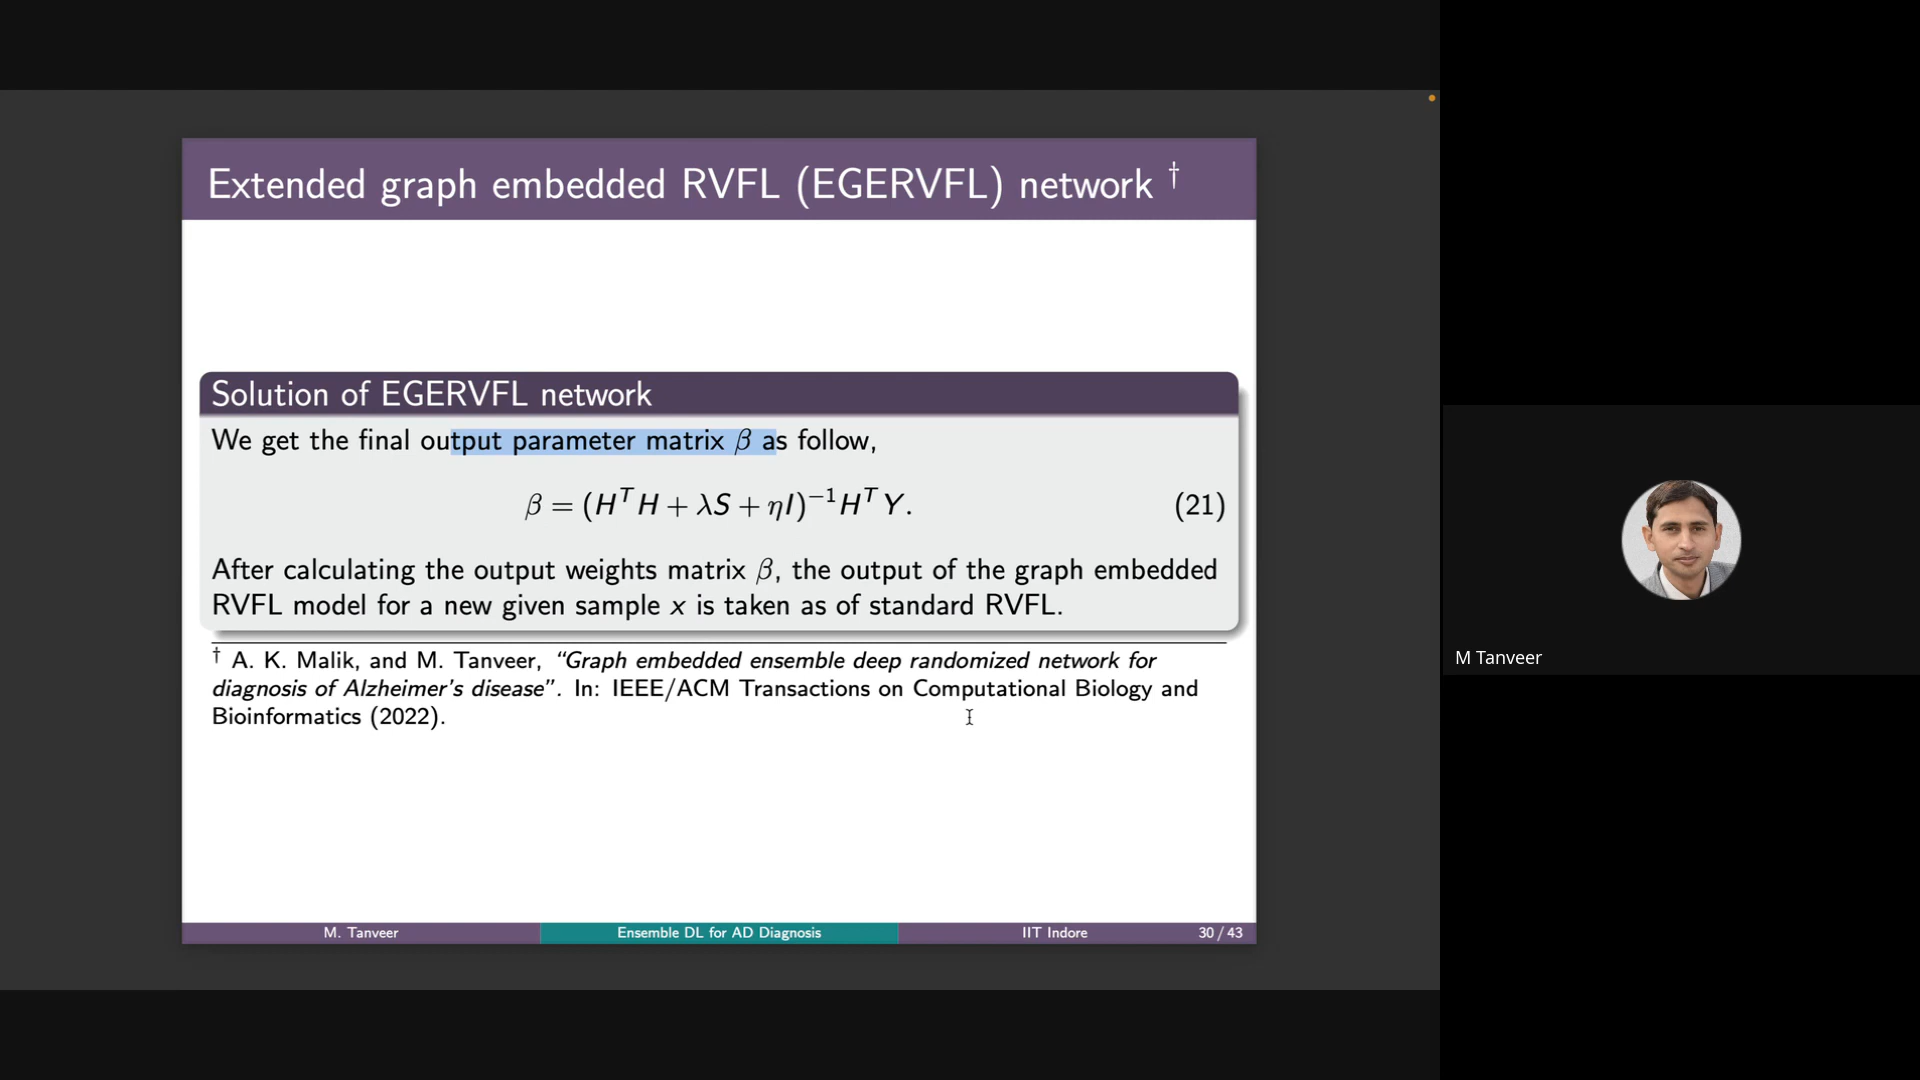 Extended graph embedded RVFL (EGERVFL) network †
Solution of EGERVFL network
We get the final output parameter matrix β as follow,
β = (HᵀH + λS + ηI)⁻¹HᵀY. (21)
After calculating the output weights matrix β, the output of the graph embedded
RVFL model for a new given sample x is taken as of standard RVFL.
† A. K. Malik, and M. Tanveer, “Graph embedded ensemble deep randomized network for
diagnosis of Alzheimer’s disease”. In: IEEE/ACM Transactions on Computational Biology and
Bioinformatics (2022).
M. Tanveer Ensemble DL for AD Diagnosis IIT Indore 30 / 43
M Tanveer